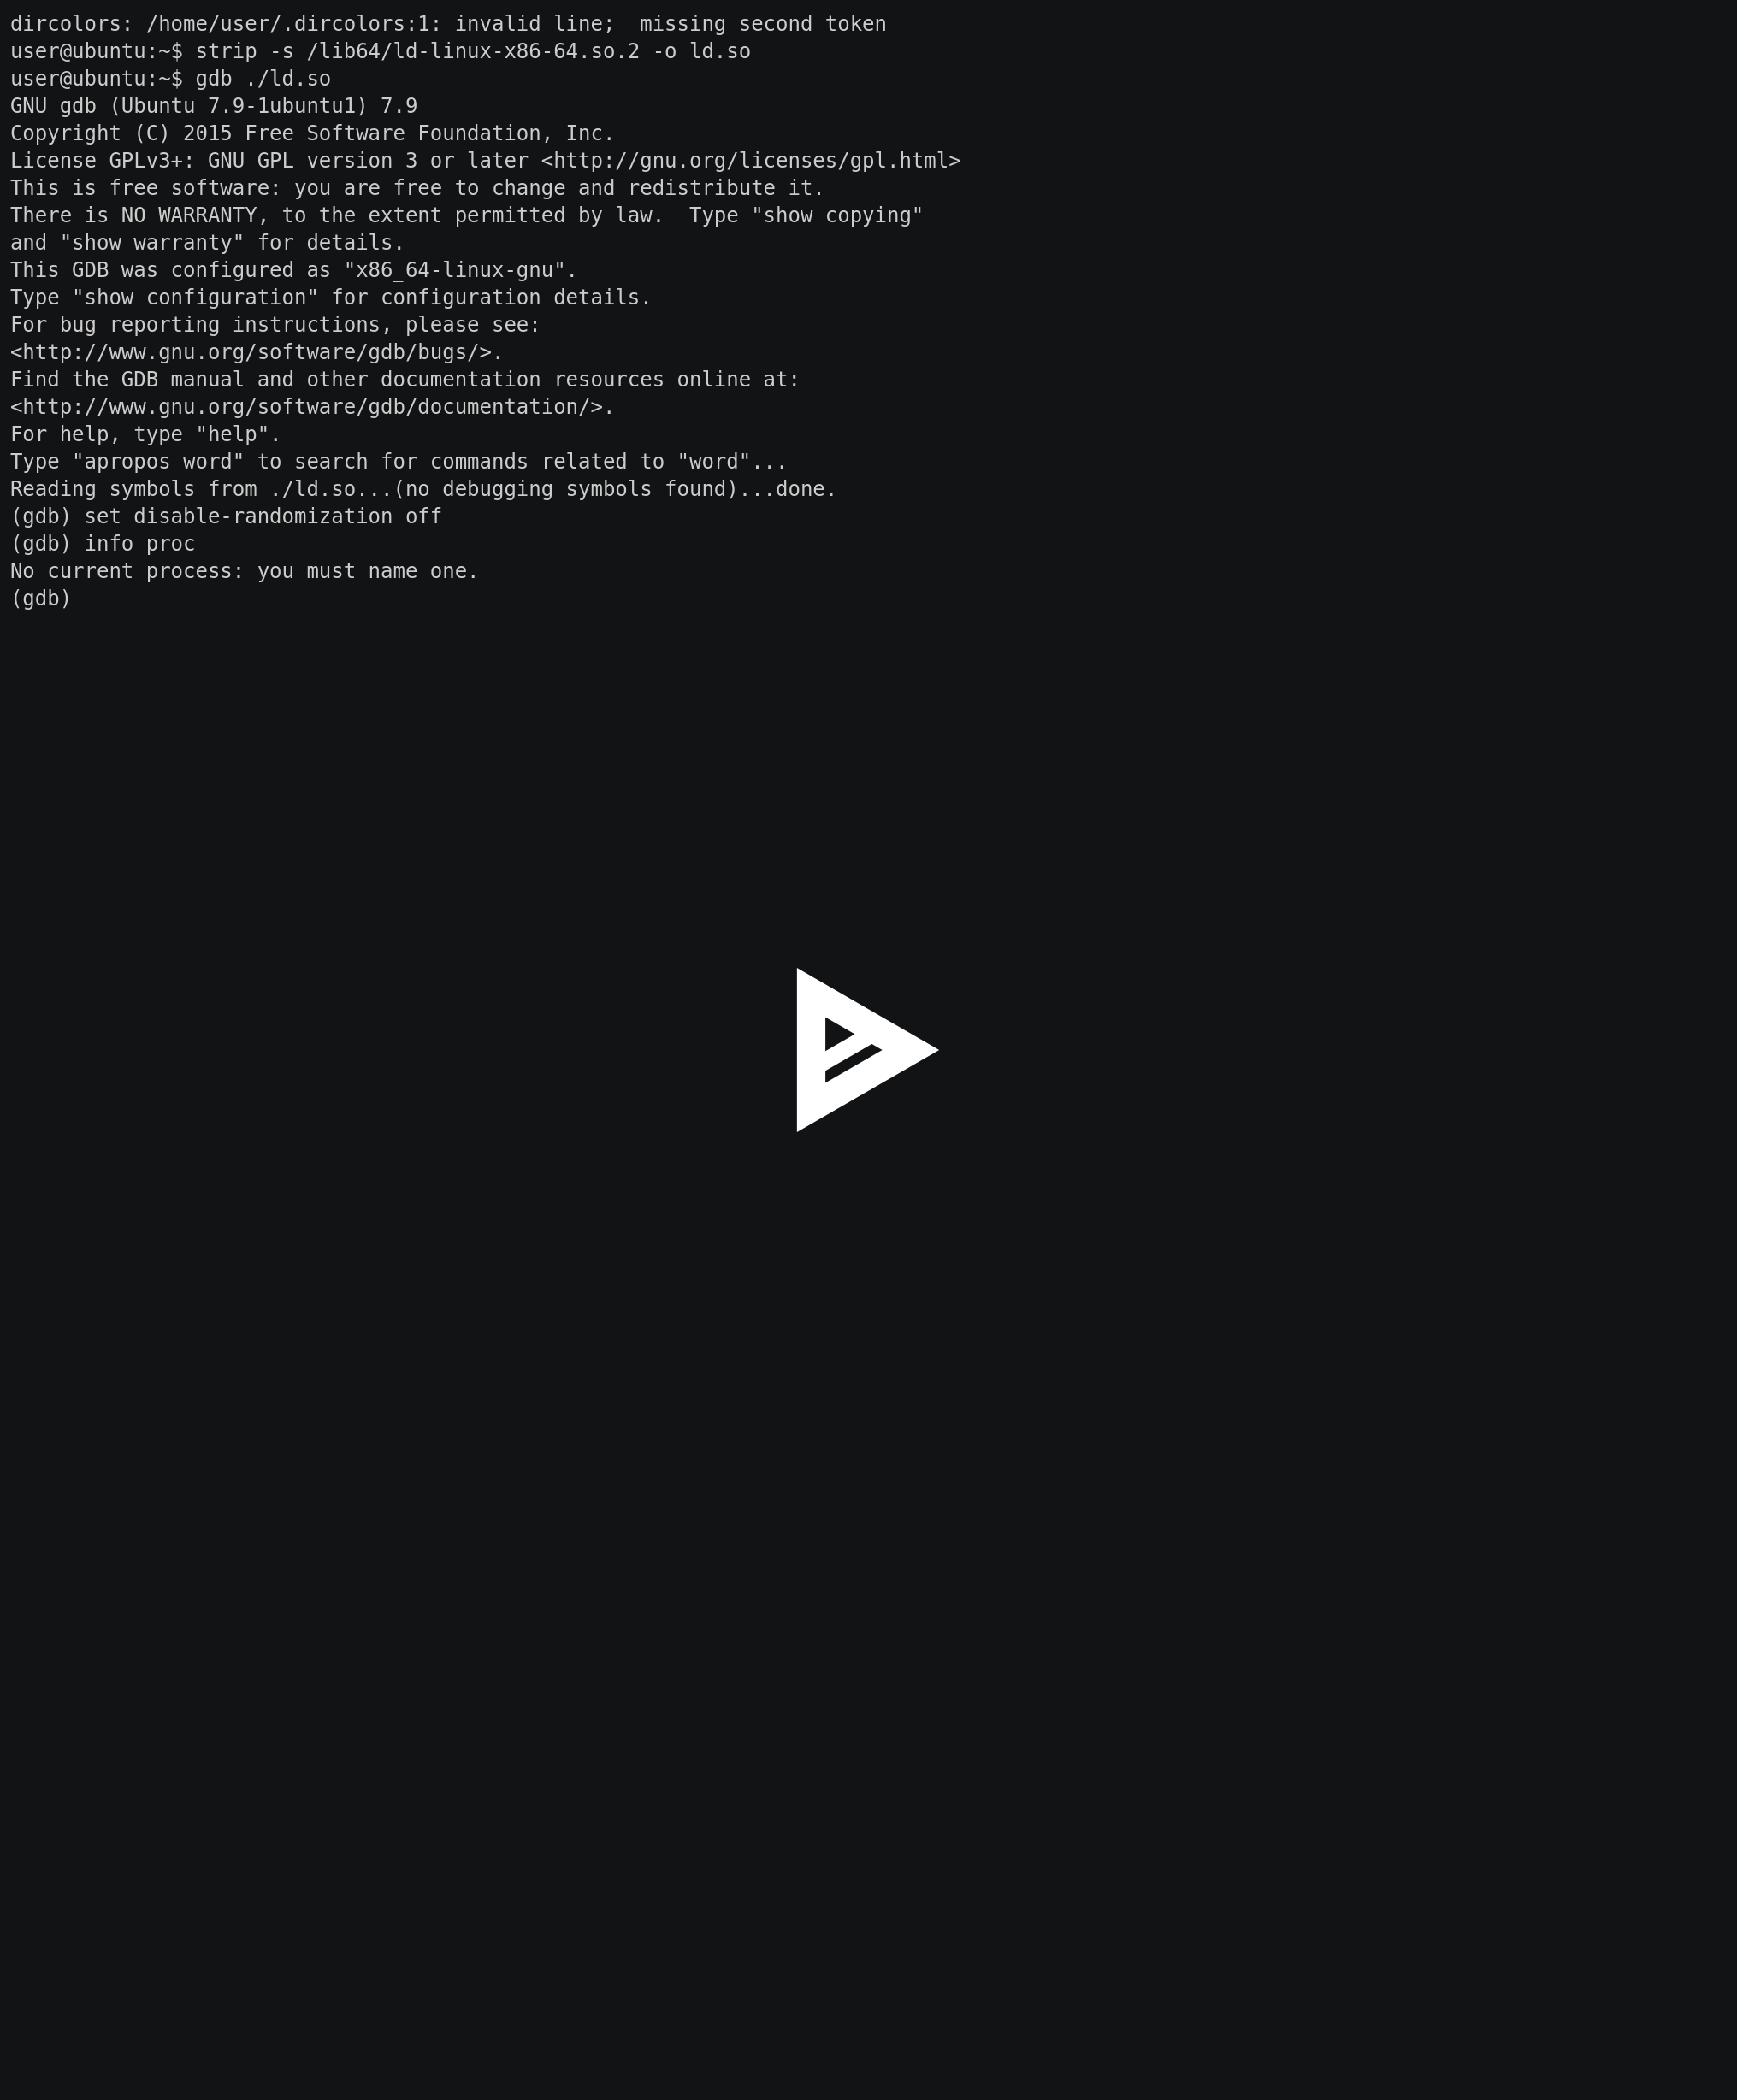 dircolors: /home/user/.dircolors:1: invalid line;  missing second token
user@ubuntu:~$ strip -s /lib64/ld-linux-x86-64.so.2 -o ld.so
user@ubuntu:~$ gdb ./ld.so
GNU gdb (Ubuntu 7.9-1ubuntu1) 7.9
Copyright (C) 2015 Free Software Foundation, Inc.
License GPLv3+: GNU GPL version 3 or later <http://gnu.org/licenses/gpl.html>
This is free software: you are free to change and redistribute it.
There is NO WARRANTY, to the extent permitted by law.  Type "show copying"
and "show warranty" for details.
This GDB was configured as "x86_64-linux-gnu".
Type "show configuration" for configuration details.
For bug reporting instructions, please see:
<http://www.gnu.org/software/gdb/bugs/>.
Find the GDB manual and other documentation resources online at:
<http://www.gnu.org/software/gdb/documentation/>.
For help, type "help".
Type "apropos word" to search for commands related to "word"...
Reading symbols from ./ld.so...(no debugging symbols found)...done.
(gdb) set disable-randomization off
(gdb) info proc
No current process: you must name one.
(gdb)